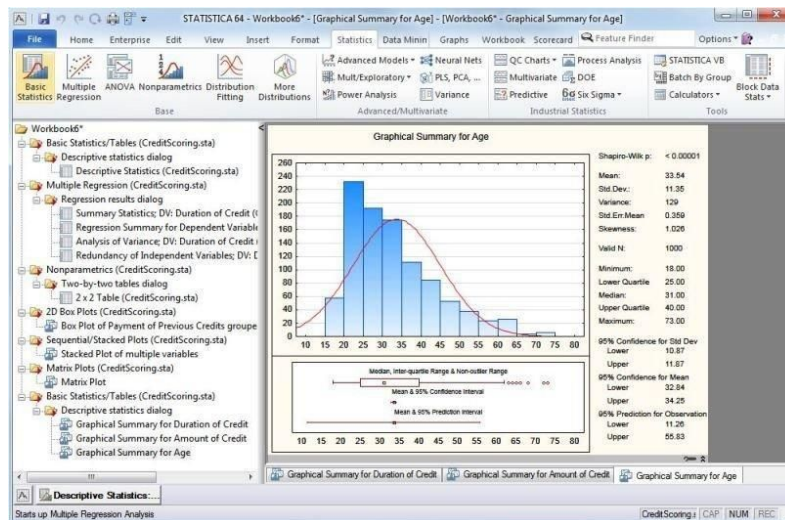 STATISTICA 64 - Workbook6* - [Graphical Summary for Age] - [Workbook6* - Graphical Summary for Age]
File Home Enterprise Edit View Insert Format Statistics Data Minin Graphs Workbook Scorecard Feature Finder Options
Basic Statistics
Multiple Regression
ANOVA
Nonparametrics
Distribution Fitting
More Distributions
Base
Advanced Models
Mult/Exploratory
Power Analysis
Neural Nets
PLS, PCA, ...
Variance
Advanced/Multivariate
QC Charts
Multivariate
Predictive
Process Analysis
DOE
Six Sigma
Industrial Statistics
STATISTICA VB
Batch By Group
Calculators
Block Data Stats
Tools
Workbook6*
Basic Statistics/Tables (CreditScoring.sta)
Descriptive statistics dialog
Descriptive Statistics (CreditScoring.sta)
Multiple Regression (CreditScoring.sta)
Regression results dialog
Summary Statistics; DV: Duration of Credit (
Regression Summary for Dependent Variable
Analysis of Variance; DV: Duration of Credit (
Redundancy of Independent Variables; DV: D
Nonparametrics (CreditScoring.sta)
Two-by-two tables dialog
2 x 2 Table (CreditScoring.sta)
2D Box Plots (CreditScoring.sta)
Box Plot of Payment of Previous Credits groupe
Sequential/Stacked Plots (CreditScoring.sta)
Stacked Plot of multiple variables
Matrix Plots (CreditScoring.sta)
Matrix Plot
Basic Statistics/Tables (CreditScoring.sta)
Descriptive statistics dialog
Graphical Summary for Duration of Credit
Graphical Summary for Amount of Credit
Graphical Summary for Age
Graphical Summary for Age
260
240
220
200
180
160
140
120
100
80
60
40
20
0
10 15 20 25 30 35 40 45 50 55 60 65 70 75 80
Median, Inter-quartile Range & Non-outlier Range
Mean & 95% Confidence Interval
Mean & 95% Prediction Interval
10 15 20 25 30 35 40 45 50 55 60 65 70 75 80
Shapiro-Wilk p: < 0.00001
Mean: 33.54
Std.Dev.: 11.35
Variance: 129
Std.Err.Mean 0.359
Skewness: 1.026
Valid N: 1000
Minimum: 18.00
Lower Quartile 25.00
Median: 31.00
Upper Quartile 40.00
Maximum: 73.00
95% Confidence for Std Dev
Lower 10.87
Upper 11.87
95% Confidence for Mean
Lower 32.84
Upper 34.25
95% Prediction for Observation
Lower 11.26
Upper 55.83
Graphical Summary for Duration of Credit Graphical Summary for Amount of Credit Graphical Summary for Age
Descriptive Statistics:...
Starts up Multiple Regression Analysis CreditScoring.s CAP NUM REC